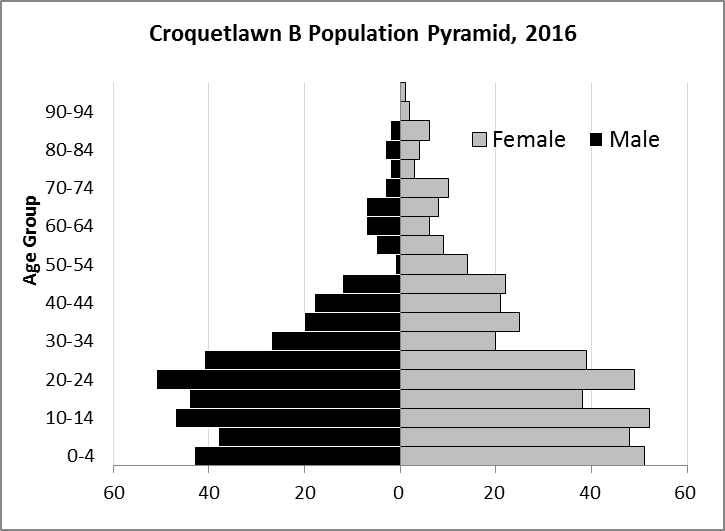 Croquetlawn B Population Pyramid, 2016
90-94
Female Male
80-84
70-74
Age Group
60-64
50-54
40-44
30-34
20-24
10-14
0-4
60 40 20 0 20 40 60